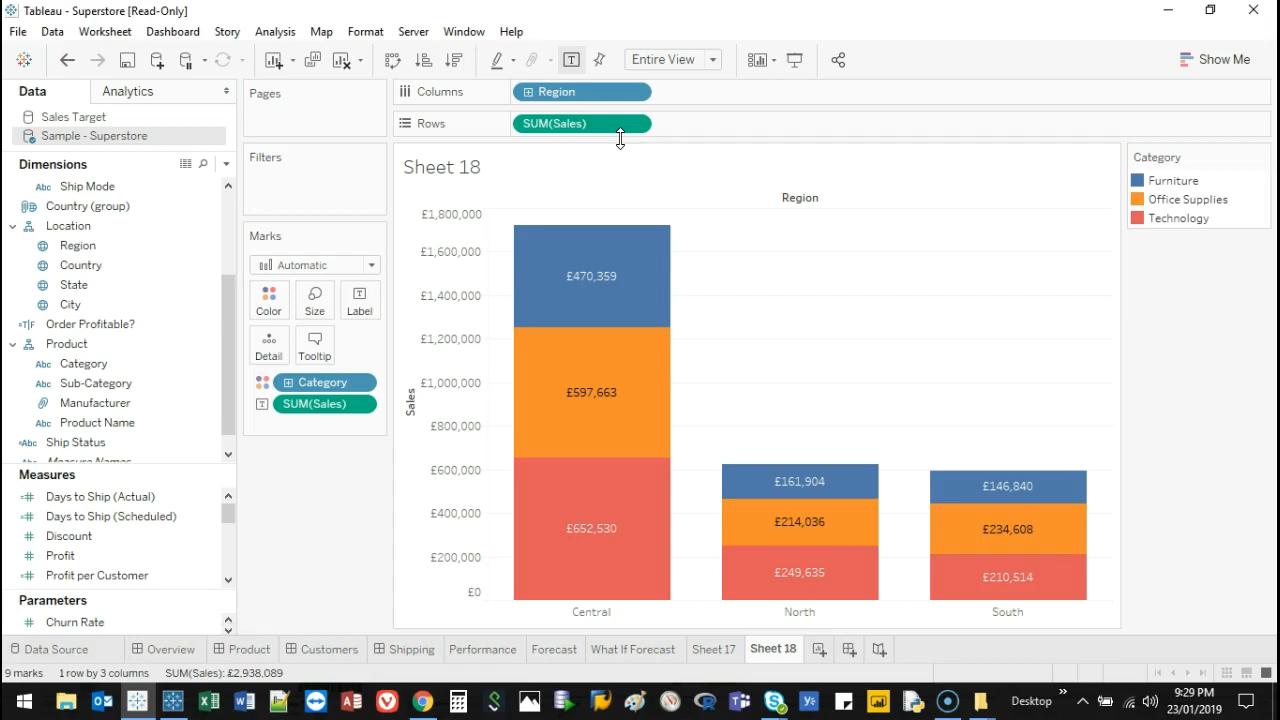 Tableau - Superstore [Read-Only]
File Data Worksheet Dashboard Story Analysis Map Format Server Window Help
Entire View
Show Me
Data Analytics
Sales Target
Sample - Superstore
Dimensions
Abc Ship Mode
Country (group)
Location
Region
Country
State
City
=T|F Order Profitable?
Product
Abc Category
Abc Sub-Category
Manufacturer
Abc Product Name
=Abc Ship Status
Abc Measure Names
Measures
Days to Ship (Actual)
Days to Ship (Scheduled)
Discount
Profit
Profit per Customer
Parameters
Churn Rate
Pages
Filters
Marks
Automatic
Color Size Label
Detail Tooltip
Category
SUM(Sales)
Columns Region
Rows SUM(Sales)
Sheet 18
Region
Sales
£1,800,000
£1,600,000
£1,400,000
£1,200,000
£1,000,000
£800,000
£600,000
£400,000
£200,000
£0
£470,359
£597,663
£652,530
£161,904
£214,036
£249,635
£146,840
£234,608
£210,514
Central North South
Category
Furniture
Office Supplies
Technology
Data Source Overview Product Customers Shipping Performance Forecast What If Forecast Sheet 17 Sheet 18
9 marks 1 row by 3 columns SUM(Sales): £2,938,089
Desktop
9:29 PM
23/01/2019